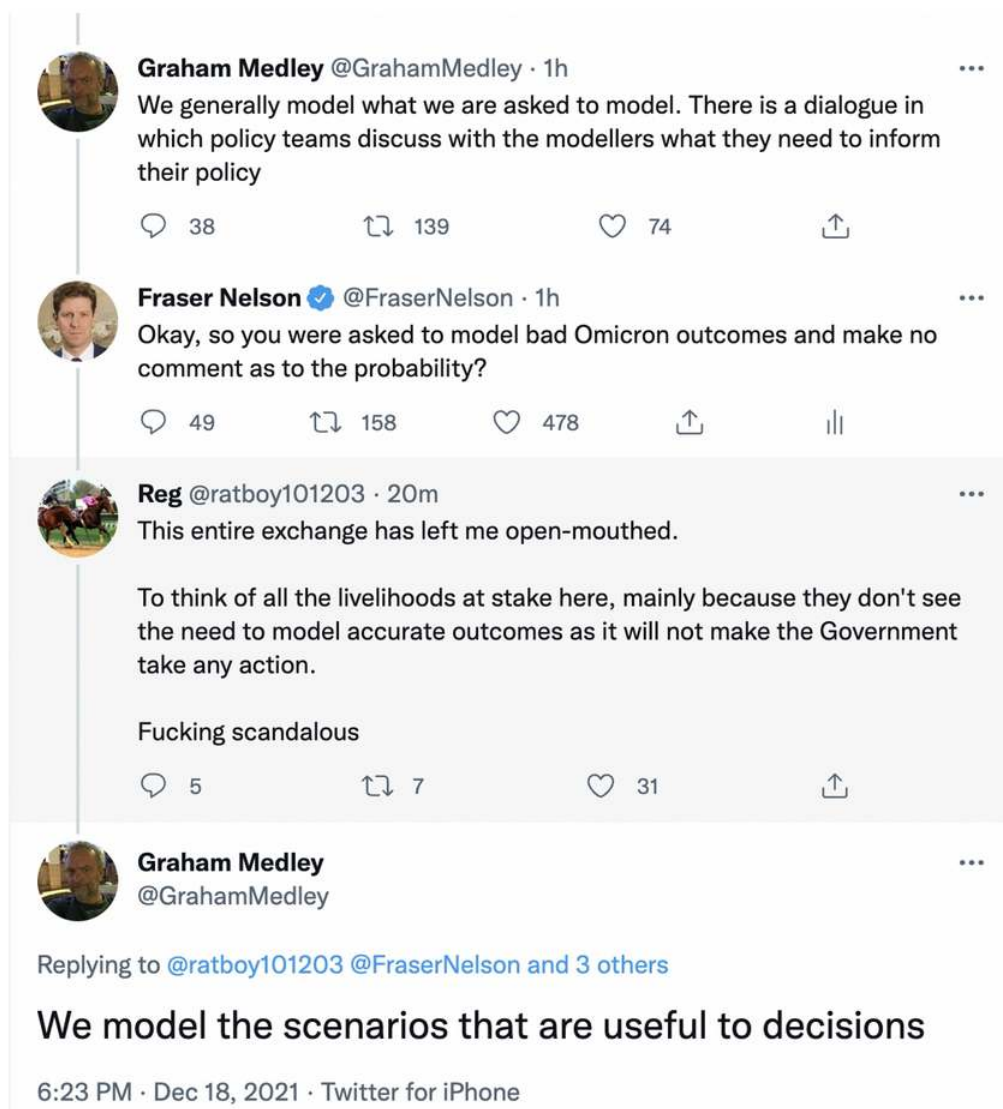 Graham Medley @GrahamMedley · 1h
We generally model what we are asked to model. There is a dialogue in
which policy teams discuss with the modellers what they need to inform
their policy
38 139 74
Fraser Nelson @FraserNelson · 1h
Okay, so you were asked to model bad Omicron outcomes and make no
comment as to the probability?
49 158 478
Reg @ratboy101203 · 20m
This entire exchange has left me open-mouthed.
To think of all the livelihoods at stake here, mainly because they don't see
the need to model accurate outcomes as it will not make the Government
take any action.
Fucking scandalous
5 7 31
Graham Medley
@GrahamMedley
Replying to @ratboy101203 @FraserNelson and 3 others
We model the scenarios that are useful to decisions
6:23 PM · Dec 18, 2021 · Twitter for iPhone